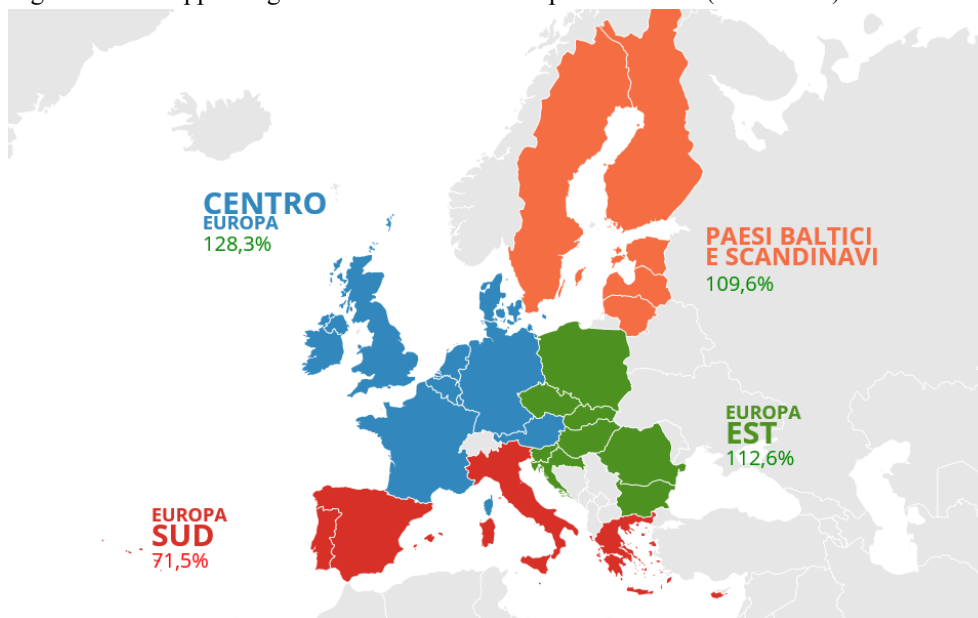 CENTRO
EUROPA
128,3%
PAESI BALTICI
E SCANDINAVI
109,6%
EUROPA
EST
112,6%
EUROPA
SUD
71,5%